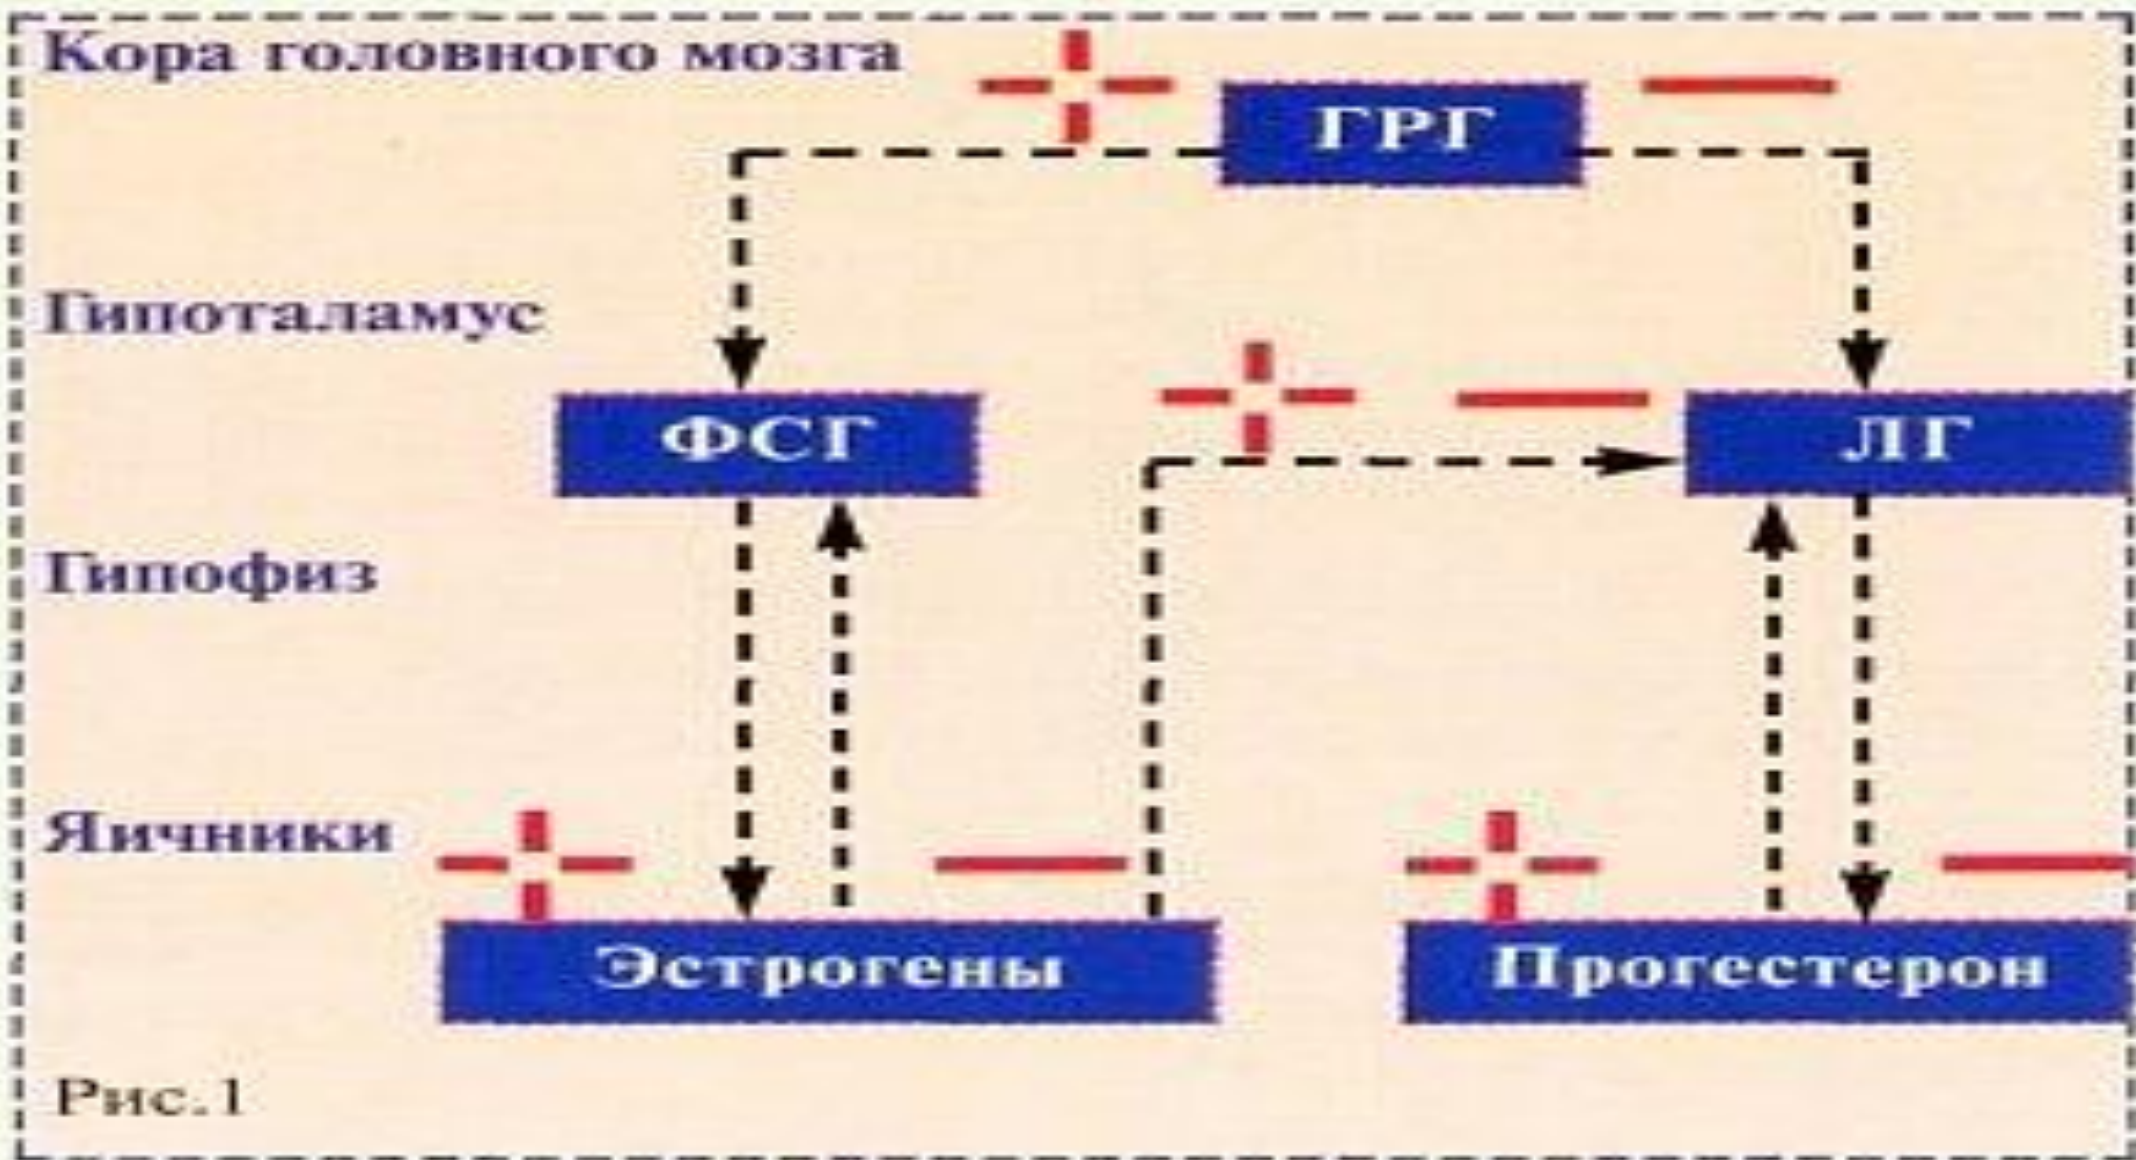 Кора головного мозга
ГРГ
Гипоталамус
ФСГ
ЛГ
Гипофиз
Яичники
Эстрогены
Прогестерон
Рис.1